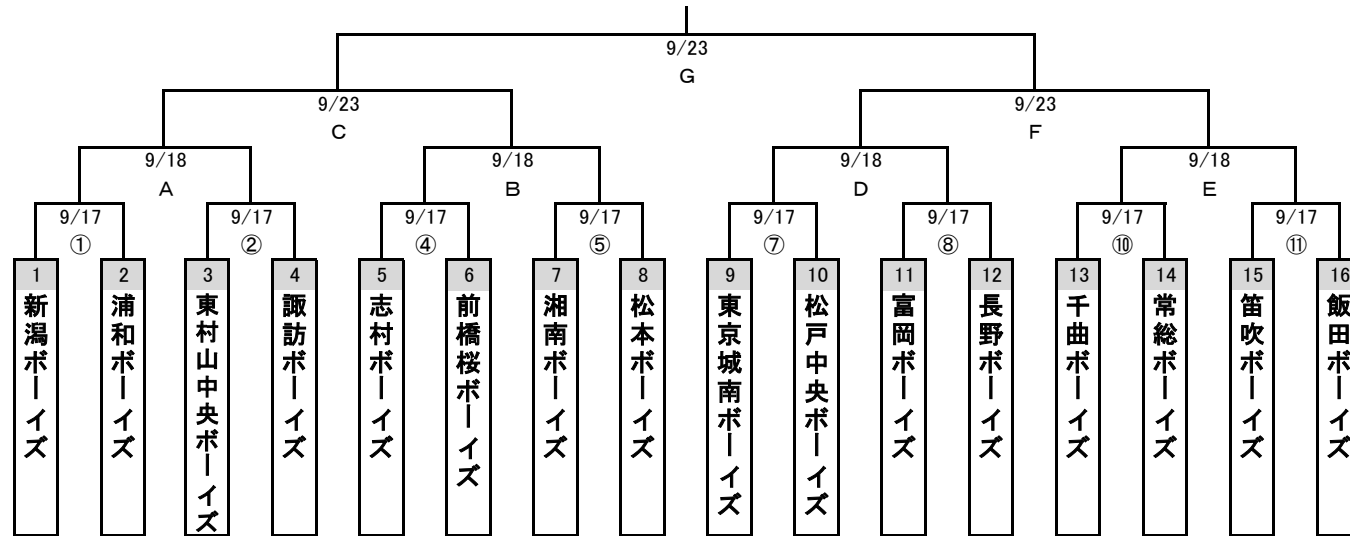 9/23
G
9/23 9/23
C F
9/18 9/18 9/18 9/18
A B D E
9/17 9/17 9/17 9/17 9/17 9/17 9/17 9/17
① ② ④ ⑤ ⑦ ⑧ ⑩ ⑪
1 2 3 4 5 6 7 8 9 10 11 12 13 14 15 16
新潟ボーイズ
浦和ボーイズ
東村山中央ボーイズ
諏訪ボーイズ
志村ボーイズ
前橋桜ボーイズ
湘南ボーイズ
松本ボーイズ
東京城南ボーイズ
松戸中央ボーイズ
富岡ボーイズ
長野ボーイズ
千曲ボーイズ
常総ボーイズ
笛吹ボーイズ
飯田ボーイズ